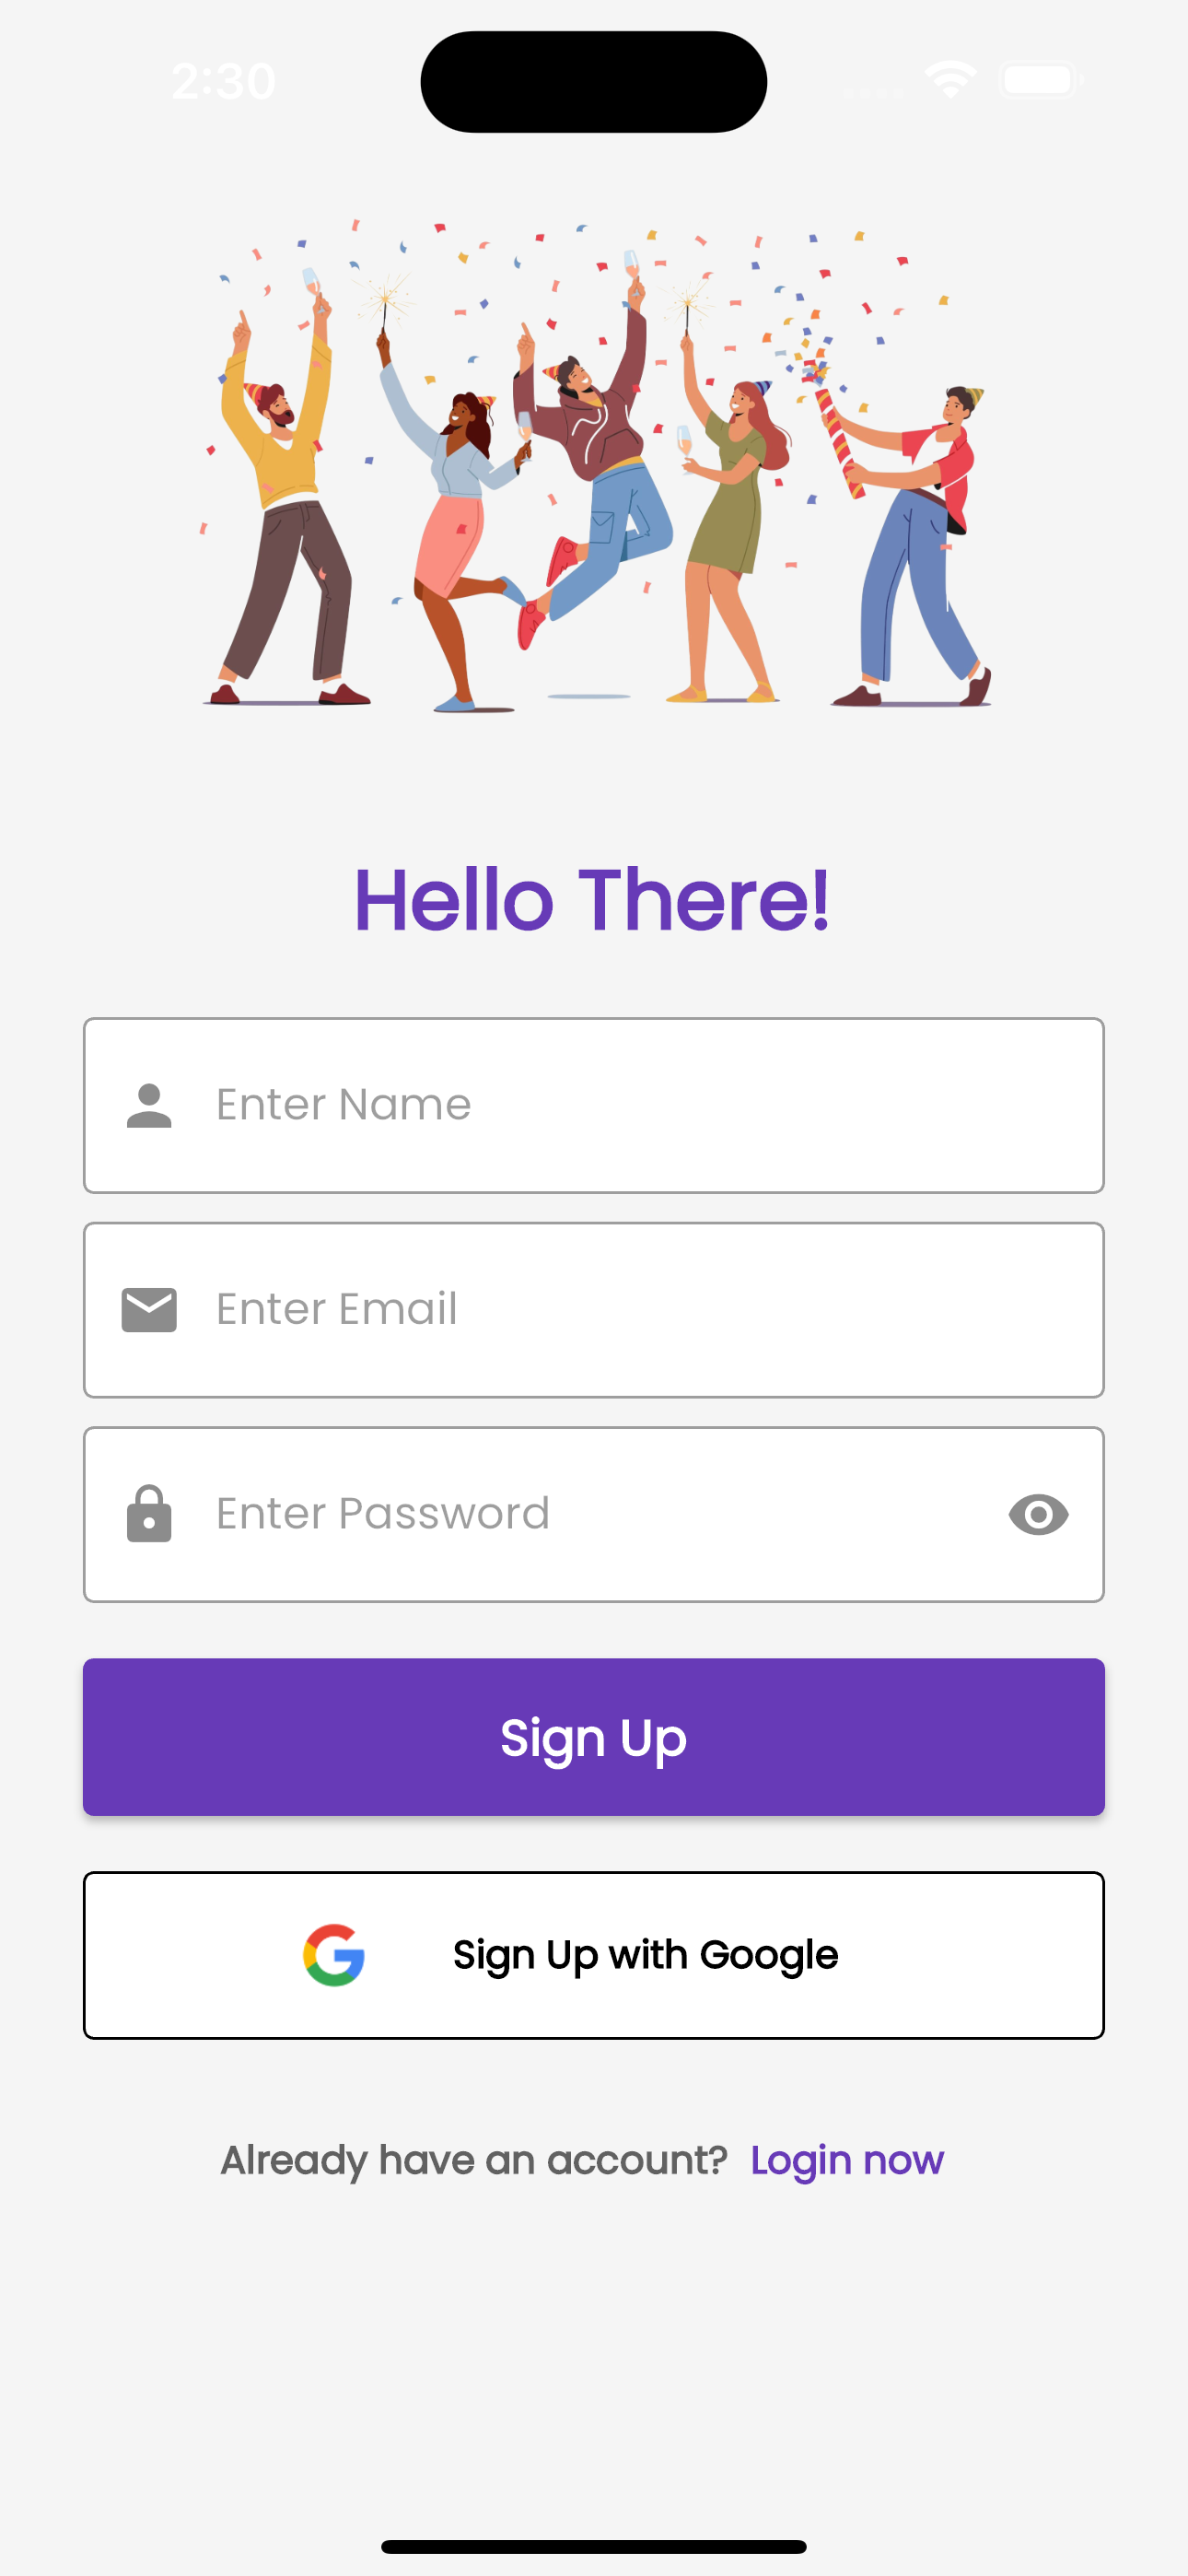 2:30
Hello There!
Enter Name
Enter Email
Enter Password
Sign Up
Sign Up with Google
Already have an account? Login now